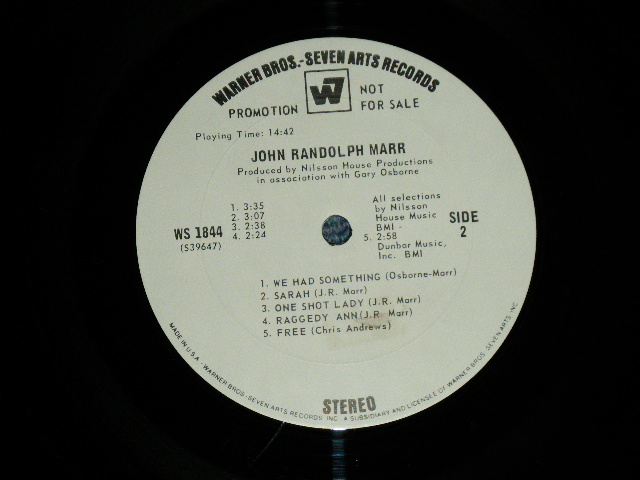 WARNER BROS.-SEVEN ARTS RECORDS
W7
PROMOTION NOT FOR SALE
Playing Time: 14:42
JOHN RANDOLPH MARR
Produced by Nilsson House Productions
in association with Gary Osborne
WS 1844
(S39647)
1. 3:35
2. 3:07
3. 2:38
4. 2:24
All selections
by Nilsson
House Music
BMI -
5. 2:58
Dunbar Music,
Inc. BMI
SIDE
2
1. WE HAD SOMETHING (Osborne-Marr)
2. SARAH (J.R. Marr)
3. ONE SHOT LADY (J.R. Marr)
4. RAGGEDY ANN (J.R. Marr)
5. FREE (Chris Andrews)
STEREO
MADE IN U.S.A. - WARNER BROS.-SEVEN ARTS RECORDS INC. A SUBSIDIARY AND LICENSEE OF WARNER BROS.-SEVEN ARTS, INC.